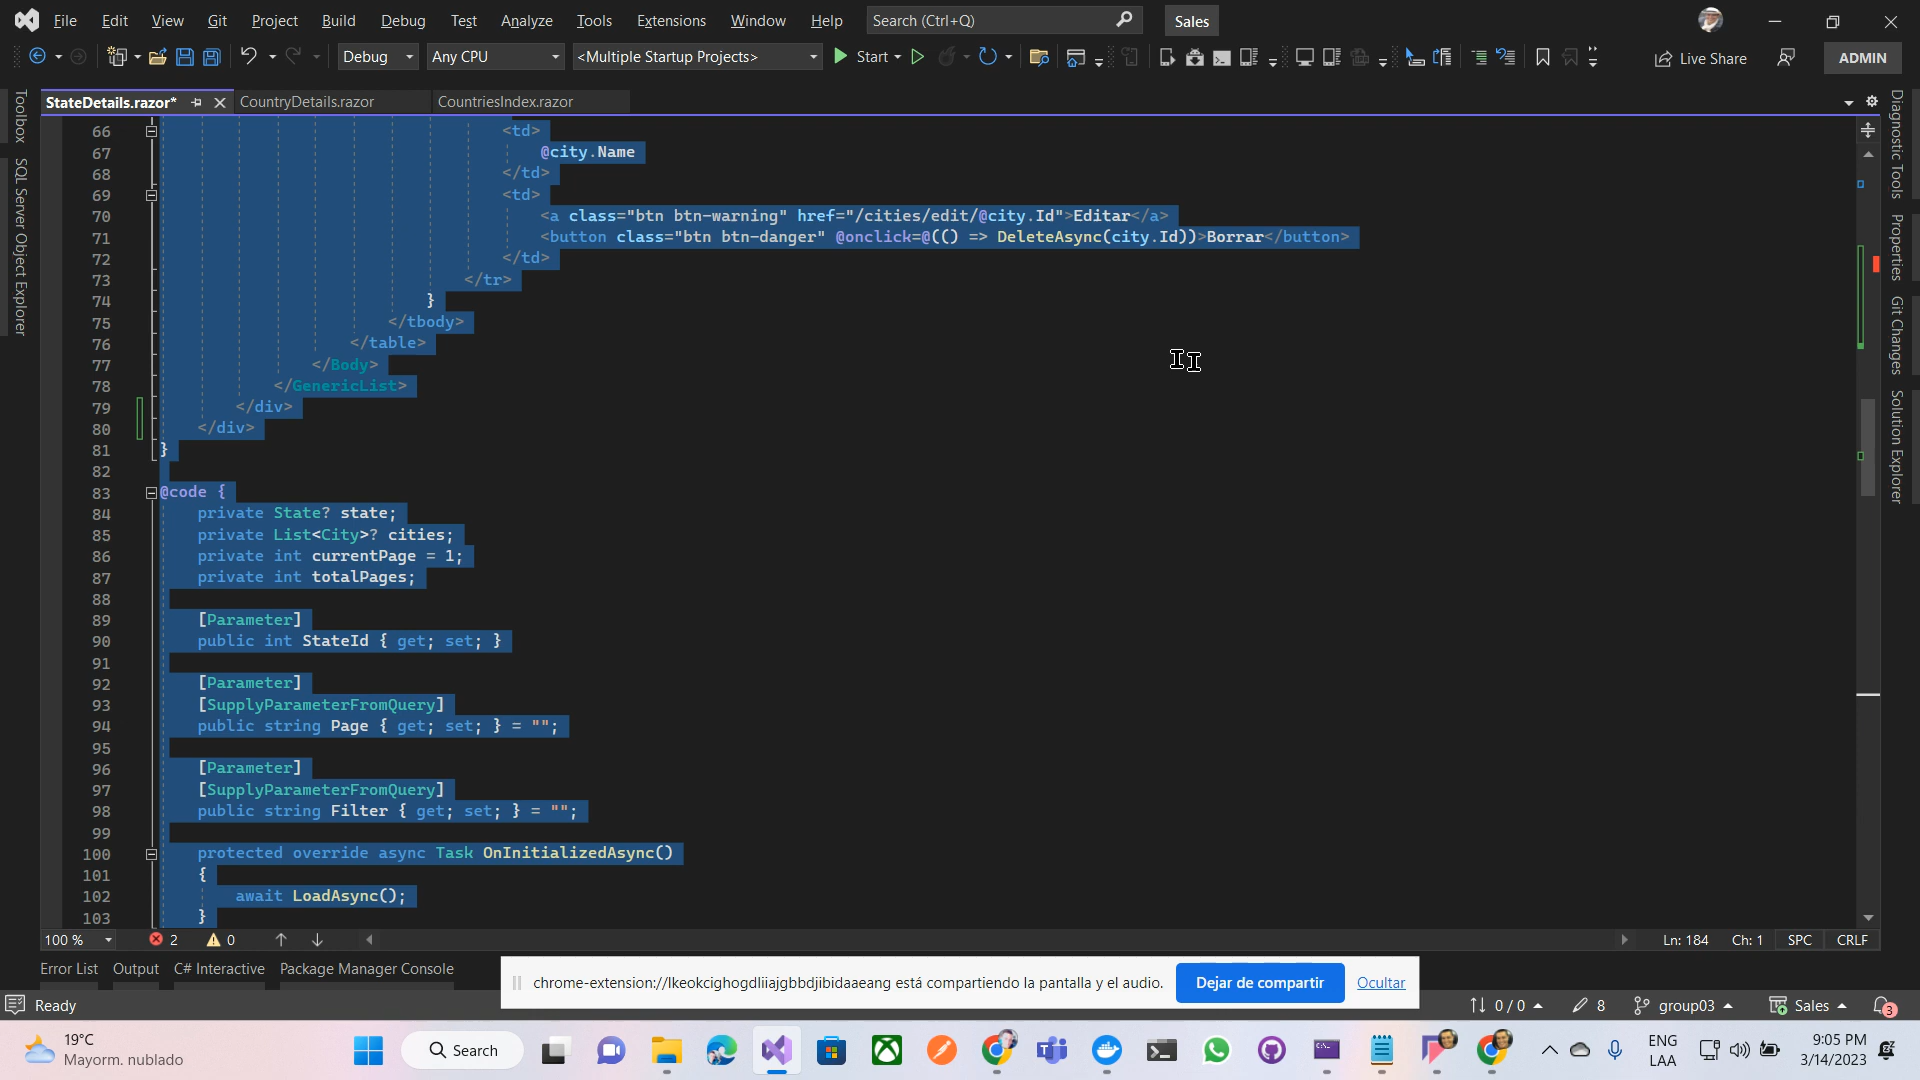 File Edit View Git Project Build Debug Test Analyze Tools Extensions Window Help Search (Ctrl+Q) Sales
Debug Any CPU <Multiple Startup Projects> Start Live Share ADMIN
StateDetails.razor* CountryDetails.razor CountriesIndex.razor
Toolbox
SQL Server Object Explorer
66 <td>
67 @city.Name
68 </td>
69 <td>
70 <a class="btn btn-warning" href="/cities/edit/@city.Id">Editar</a>
71 <button class="btn btn-danger" @onclick=@(() => DeleteAsync(city.Id))>Borrar</button>
72 </td>
73 </tr>
74 }
75 </tbody>
76 </table>
77 </Body>
78 </GenericList>
79 </div>
80 </div>
81 }
82
83 @code {
84 private State? state;
85 private List<City>? cities;
86 private int currentPage = 1;
87 private int totalPages;
88
89 [Parameter]
90 public int StateId { get; set; }
91
92 [Parameter]
93 [SupplyParameterFromQuery]
94 public string Page { get; set; } = "";
95
96 [Parameter]
97 [SupplyParameterFromQuery]
98 public string Filter { get; set; } = "";
99
100 protected override async Task OnInitializedAsync()
101 {
102 await LoadAsync();
103 }
Diagnostic Tools
Properties
Git Changes
Solution Explorer
100 % 2 0 Ln: 184 Ch: 1 SPC CRLF
Error List Output C# Interactive Package Manager Console
chrome-extension://lkeokcighogdliiajgbbdjibidaaeang está compartiendo la pantalla y el audio. Dejar de compartir Ocultar
Ready 0 / 0 8 group03 Sales 3
19°C
Mayorm. nublado
Search
ENG
LAA
9:05 PM
3/14/2023